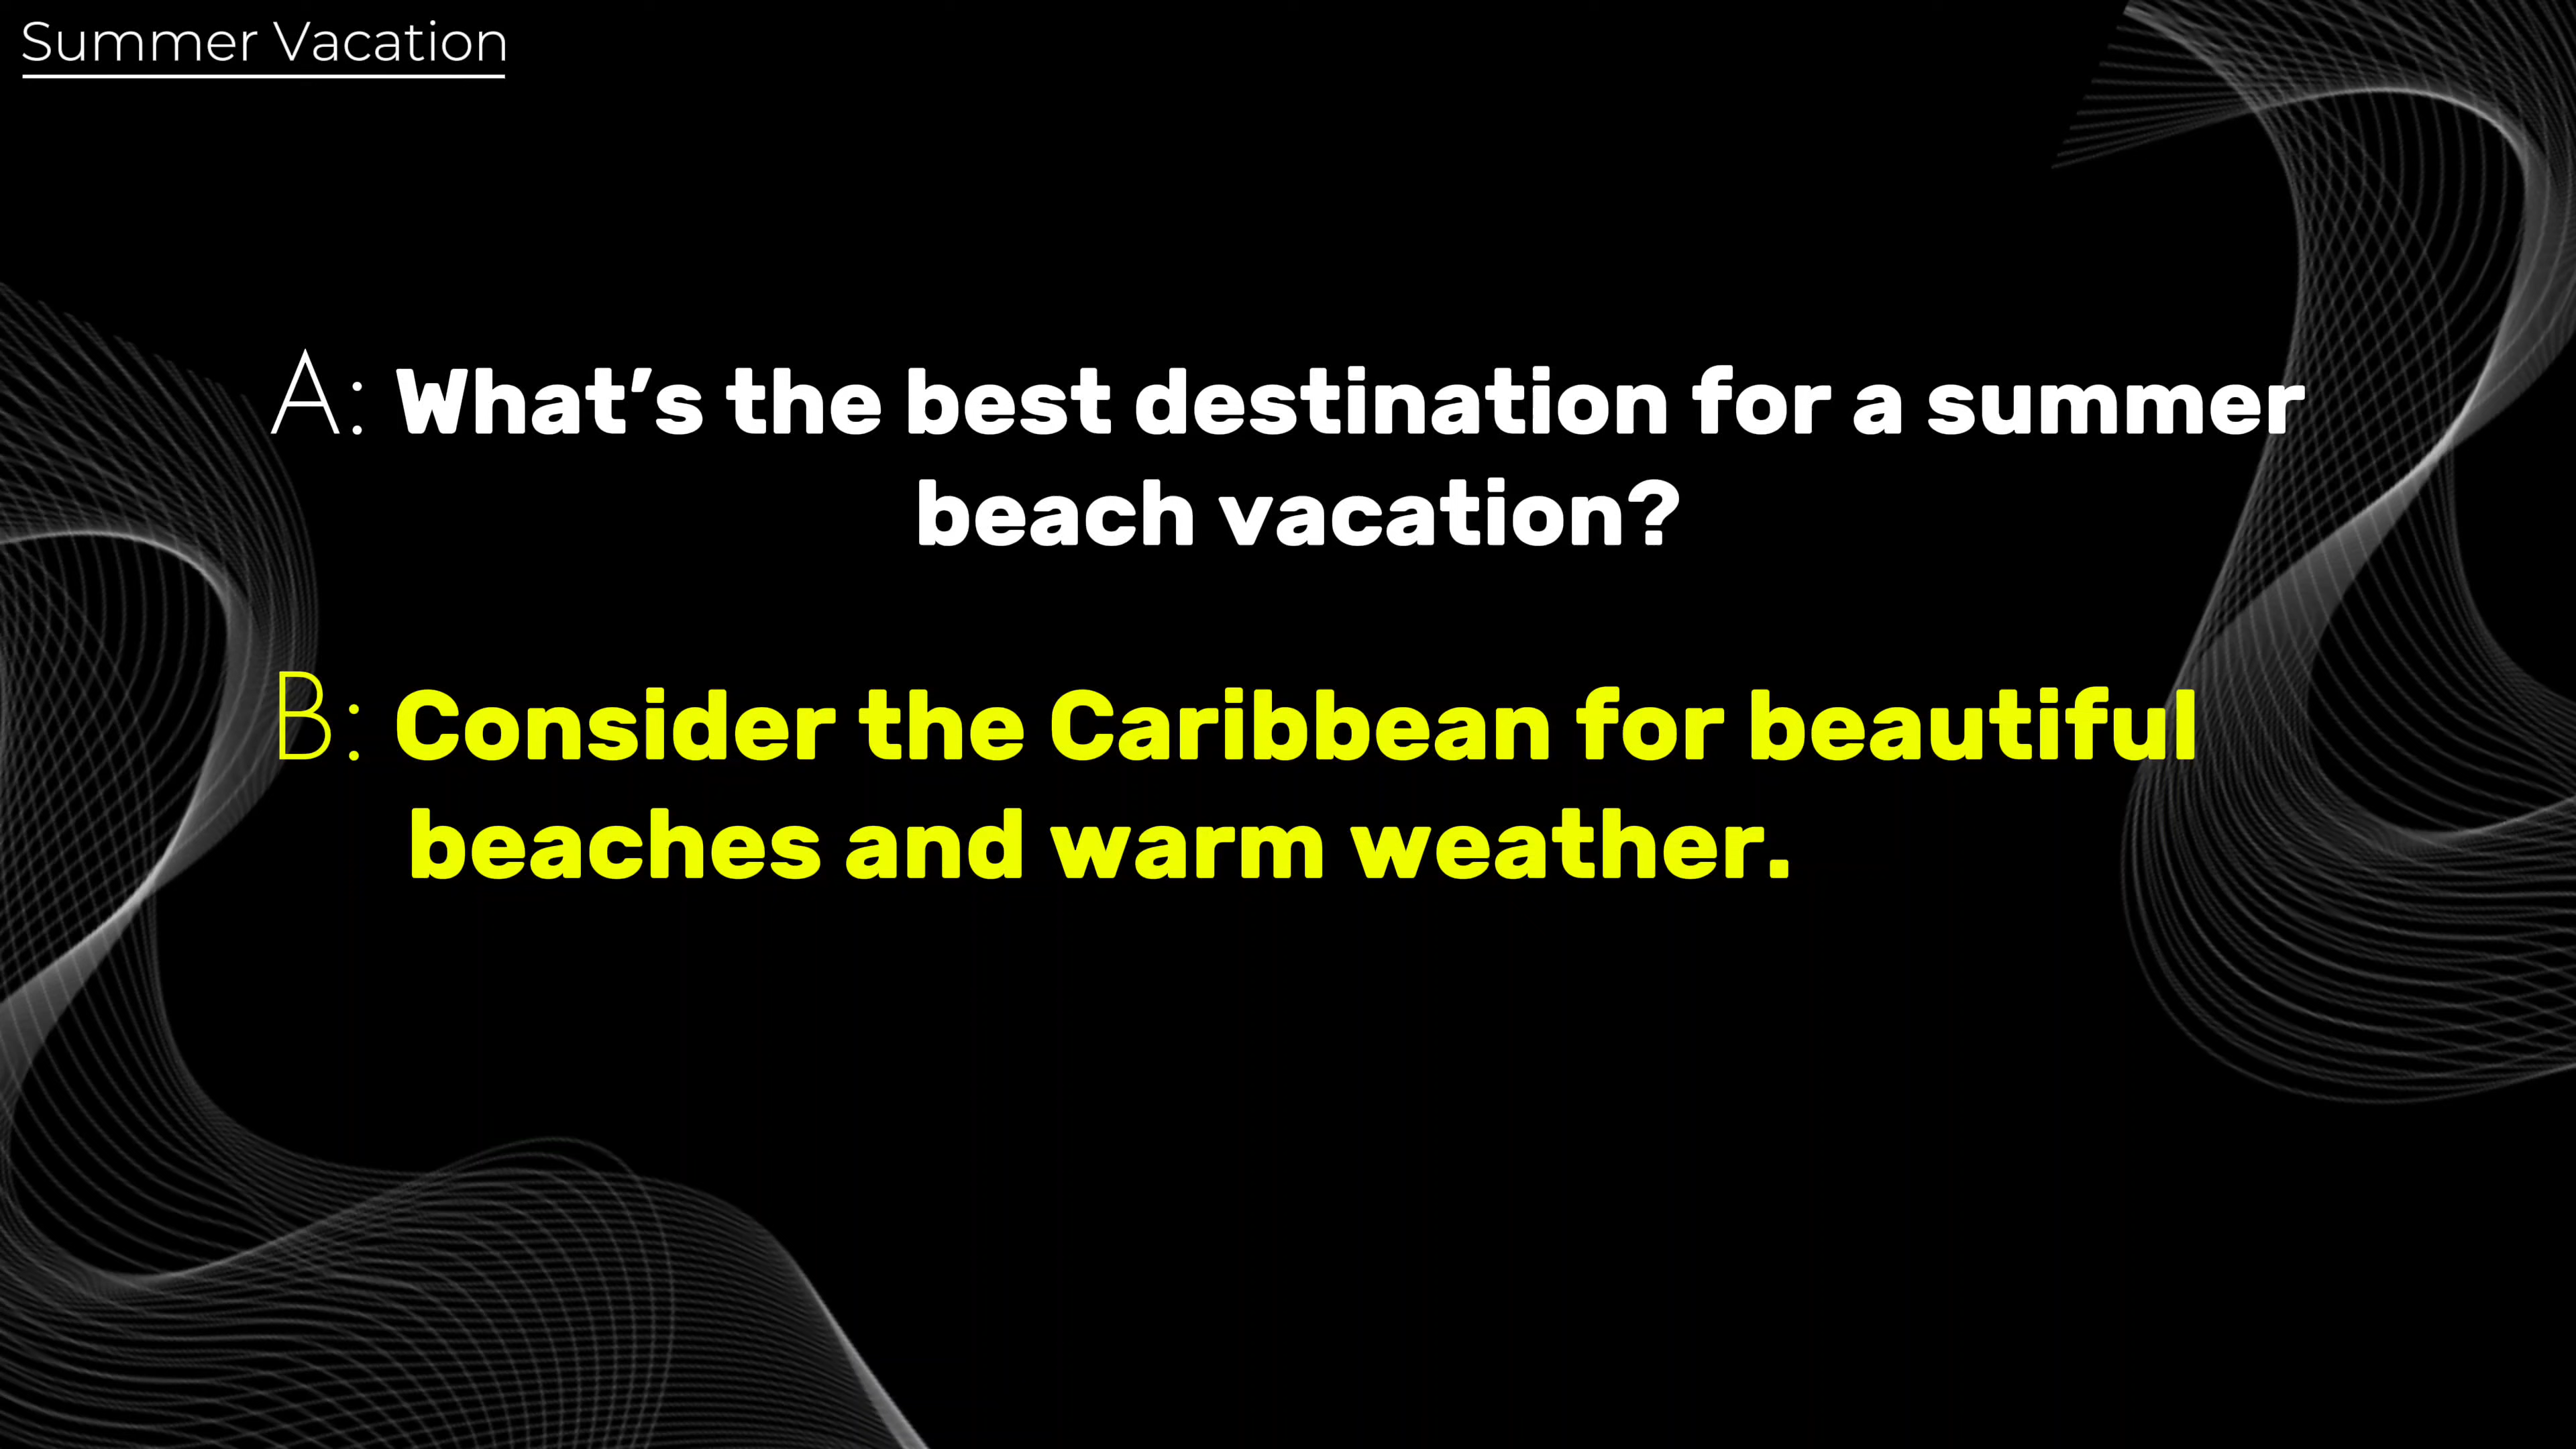 Summer Vacation
A: What’s the best destination for a summer
beach vacation?
B: Consider the Caribbean for beautiful
beaches and warm weather.